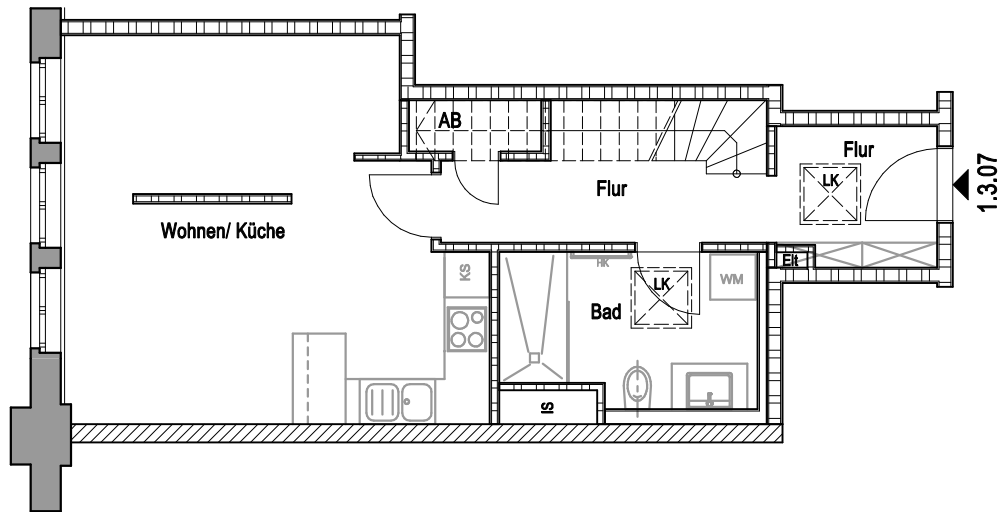 AB
Flur
LK
Flur
1.3.07
Wohnen/ Küche
KS
HK
LK
Elt
WM
Bad
IS